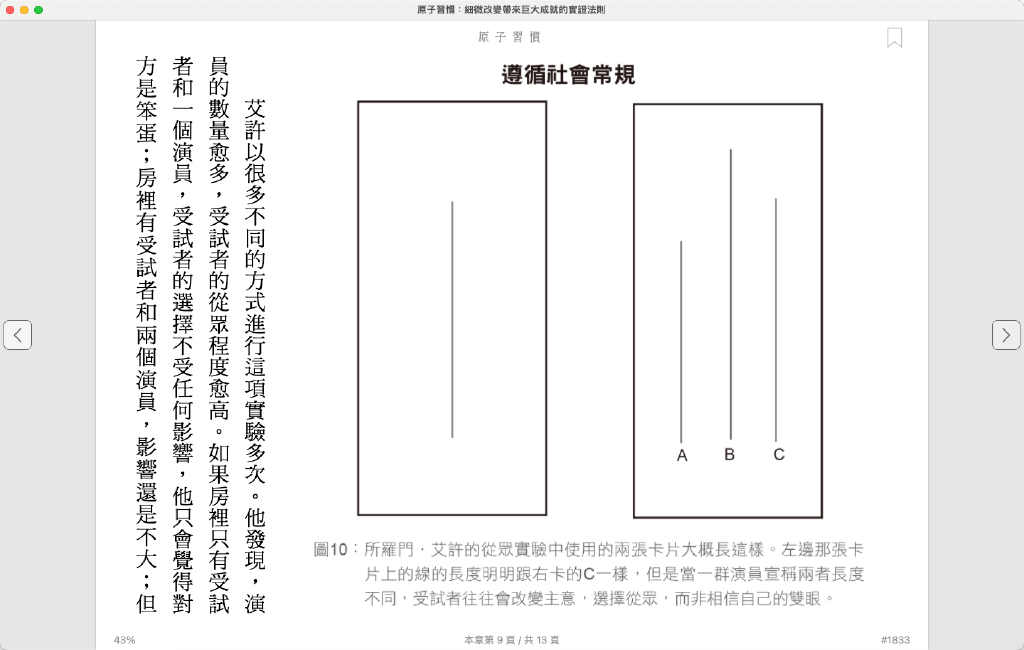 原子習慣：細微改變帶來巨大成就的實證法則
原子習慣
遵循社會常規
A B C
圖10：所羅門．艾許的從眾實驗中使用的兩張卡片大概長這樣。左邊那張卡
片上的線的長度明明跟右卡的C一樣，但是當一群演員宣稱兩者長度
不同，受試者往往會改變主意，選擇從眾，而非相信自己的雙眼。
艾許以很多不同的方式進行這項實驗多次。他發現，演
員的數量愈多，受試者的從眾程度愈高。如果房裡只有受試
者和一個演員，受試者的選擇不受任何影響，他只會覺得對
方是笨蛋；房裡有受試者和兩個演員，影響還是不大；但
43%
本章第 9 頁 / 共 13 頁
#1833